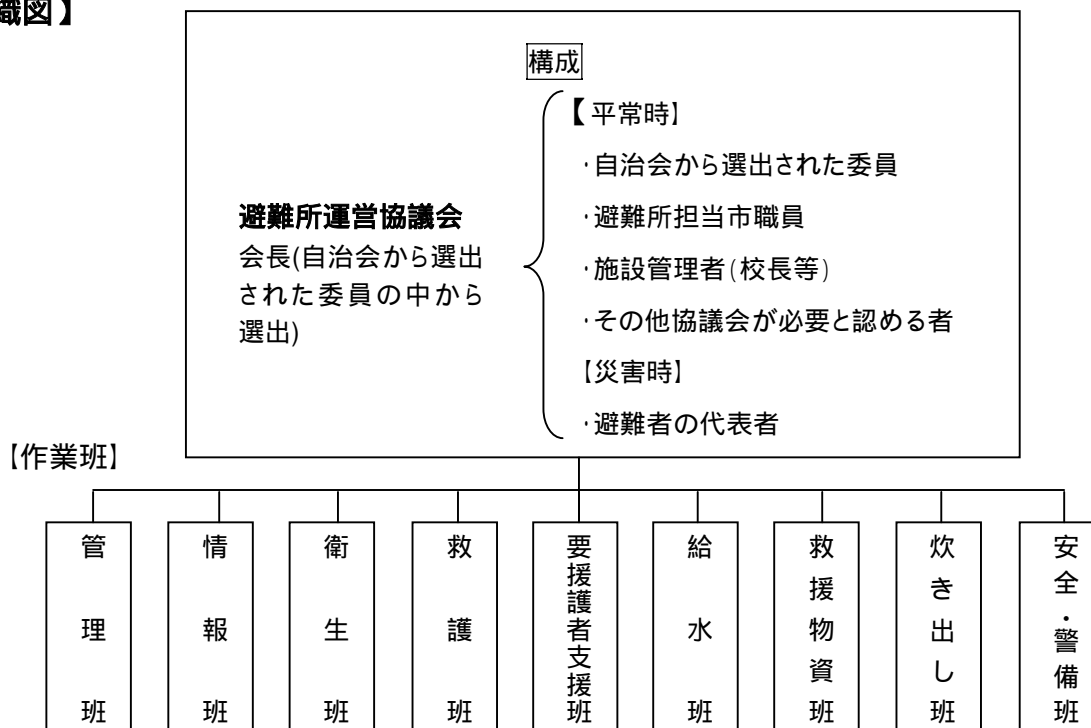 織図】
構成
【平常時】
・自治会から選出された委員
・避難所担当市職員
・施設管理者(校長等)
・その他協議会が必要と認める者
【災害時】
・避難者の代表者
避難所運営協議会
会長(自治会から選出
された委員の中から
選出)
【作業班】
管理班
情報班
衛生班
救護班
要援護者支援班
給水班
救援物資班
炊き出し班
安全・警備班